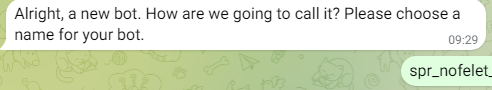 Alright, a new bot. How are we going to call it? Please choose a
name for your bot.
09:29
spr_nofelet_